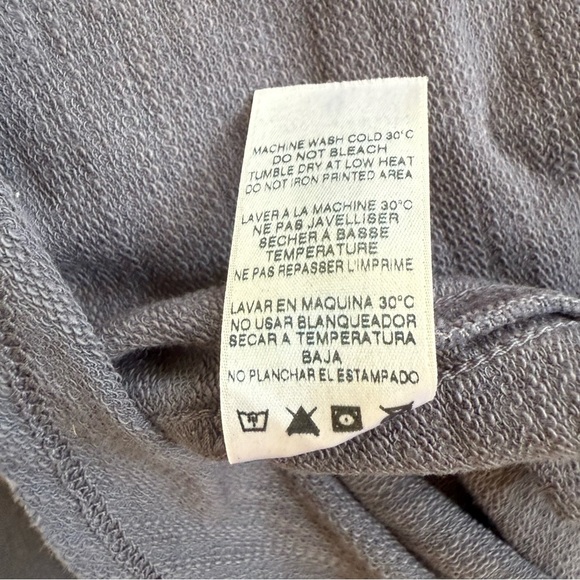 MACHINE WASH COLD 30°C
DO NOT BLEACH
TUMBLE DRY AT LOW HEAT
DO NOT IRON PRINTED AREA
LAVER A LA MACHINE 30°C
NE PAS JAVELLISER
SECHER A BASSE
TEMPERATURE
NE PAS REPASSER L'IMPRIME
LAVAR EN MAQUINA 30°C
NO USAR BLANQUEADOR
SECAR A TEMPERATURA
BAJA
NO PLANCHAR EL ESTAMPADO